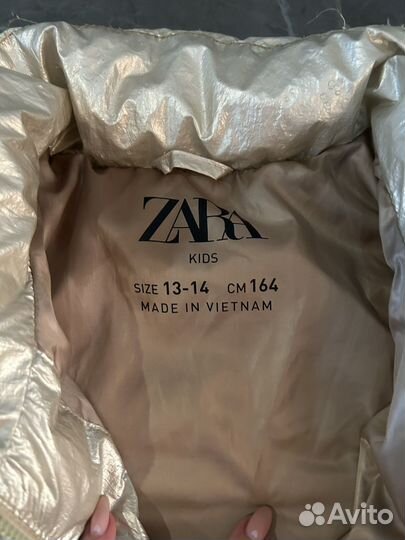 ZARA
KIDS
SIZE 13-14 CM 164
MADE IN VIETNAM
Avito